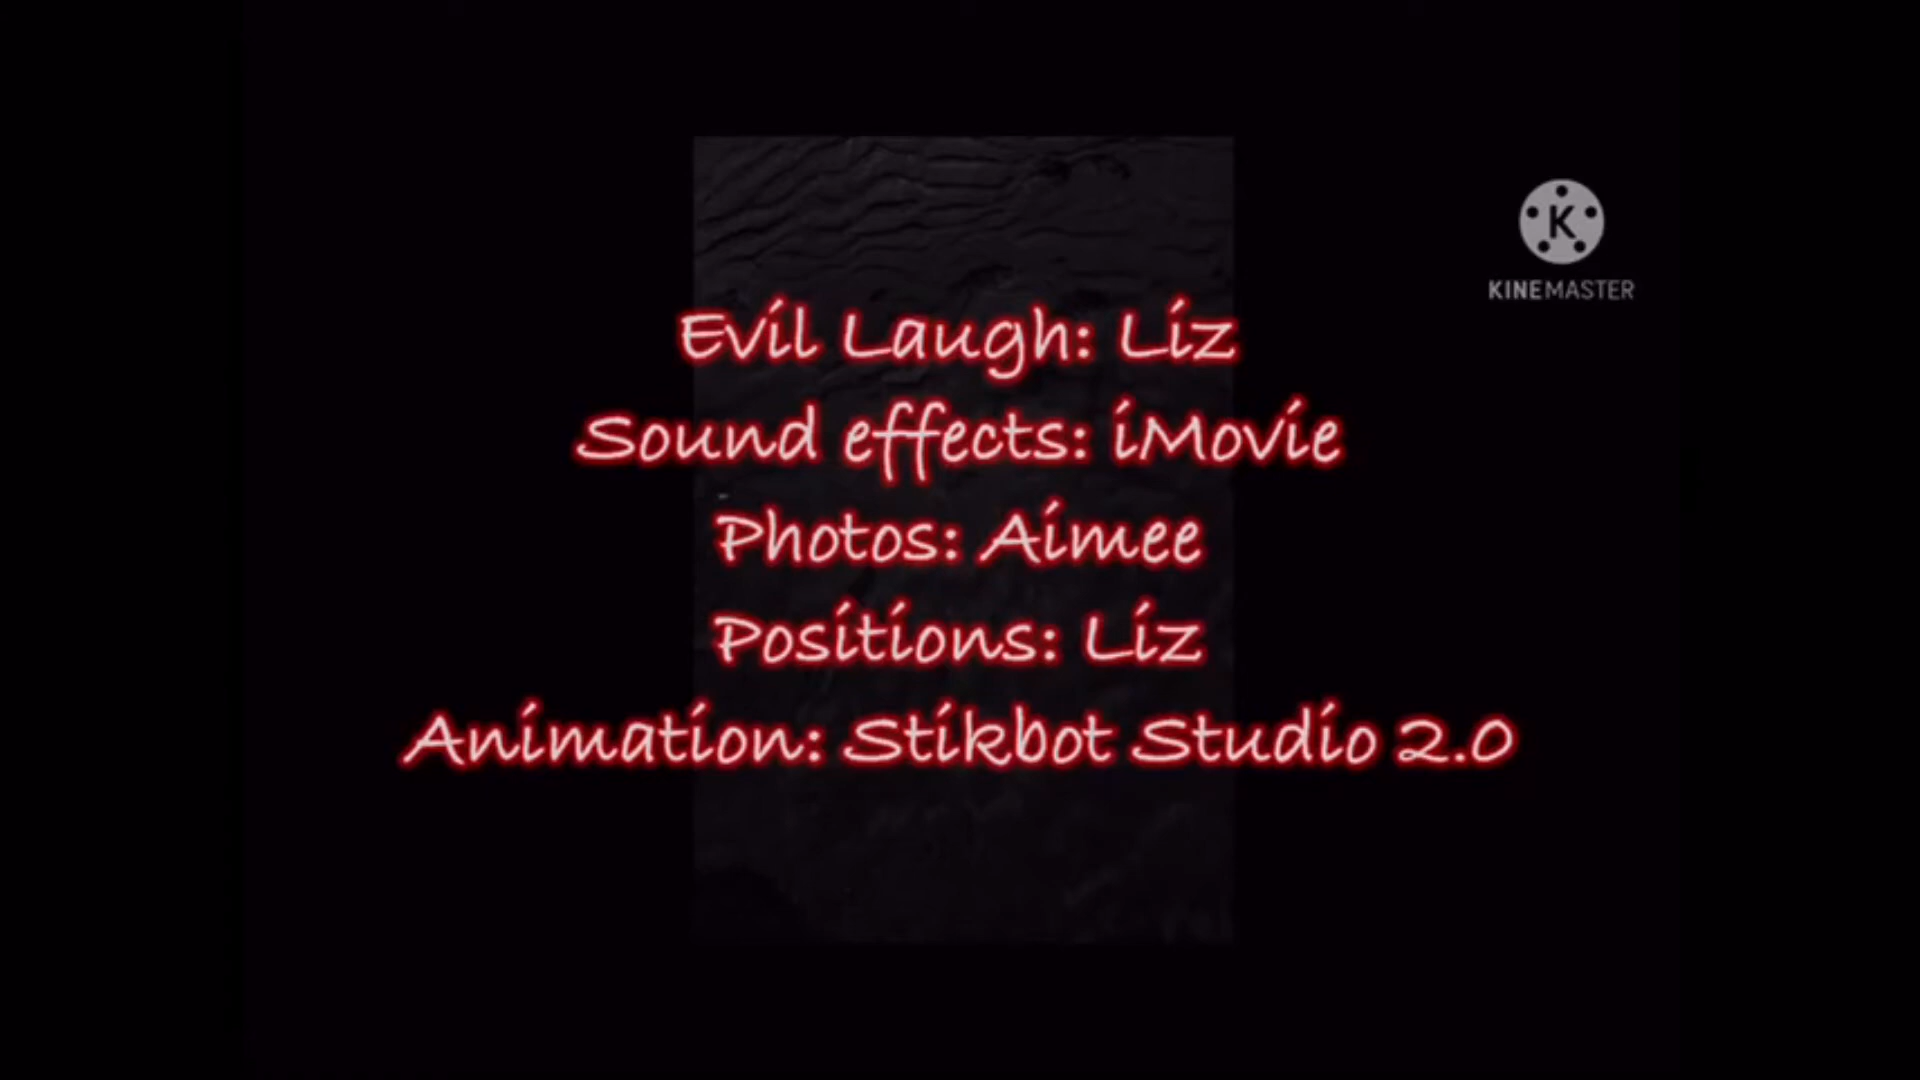 K
KINEMASTER
Evil Laugh: Liz
Sound effects: iMovie
Photos: Aimee
Positions: Liz
Animation: Stikbot Studio 2.0